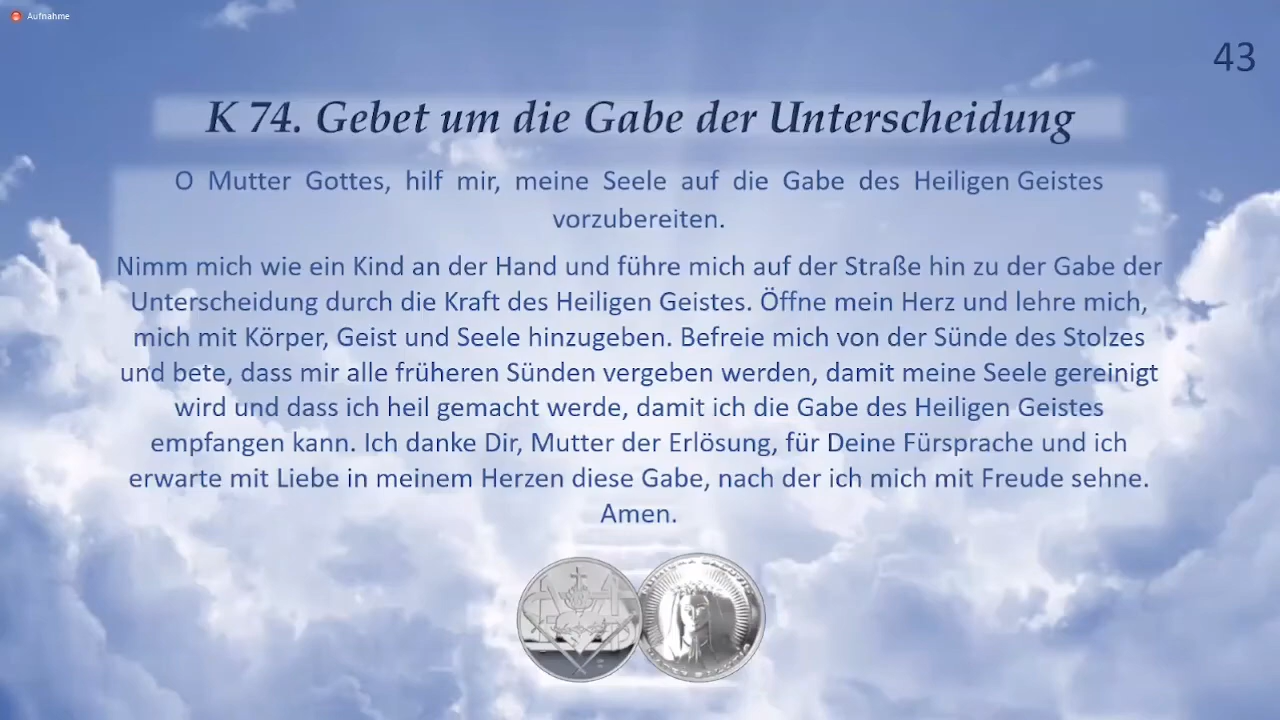 Aufnahme
43
K 74. Gebet um die Gabe der Unterscheidung
O Mutter Gottes, hilf mir, meine Seele auf die Gabe des Heiligen Geistes
vorzubereiten.
Nimm mich wie ein Kind an der Hand und führe mich auf der Straße hin zu der Gabe der
Unterscheidung durch die Kraft des Heiligen Geistes. Öffne mein Herz und lehre mich,
mich mit Körper, Geist und Seele hinzugeben. Befreie mich von der Sünde des Stolzes
und bete, dass mir alle früheren Sünden vergeben werden, damit meine Seele gereinigt
wird und dass ich heil gemacht werde, damit ich die Gabe des Heiligen Geistes
empfangen kann. Ich danke Dir, Mutter der Erlösung, für Deine Fürsprache und ich
erwarte mit Liebe in meinem Herzen diese Gabe, nach der ich mich mit Freude sehne.
Amen.